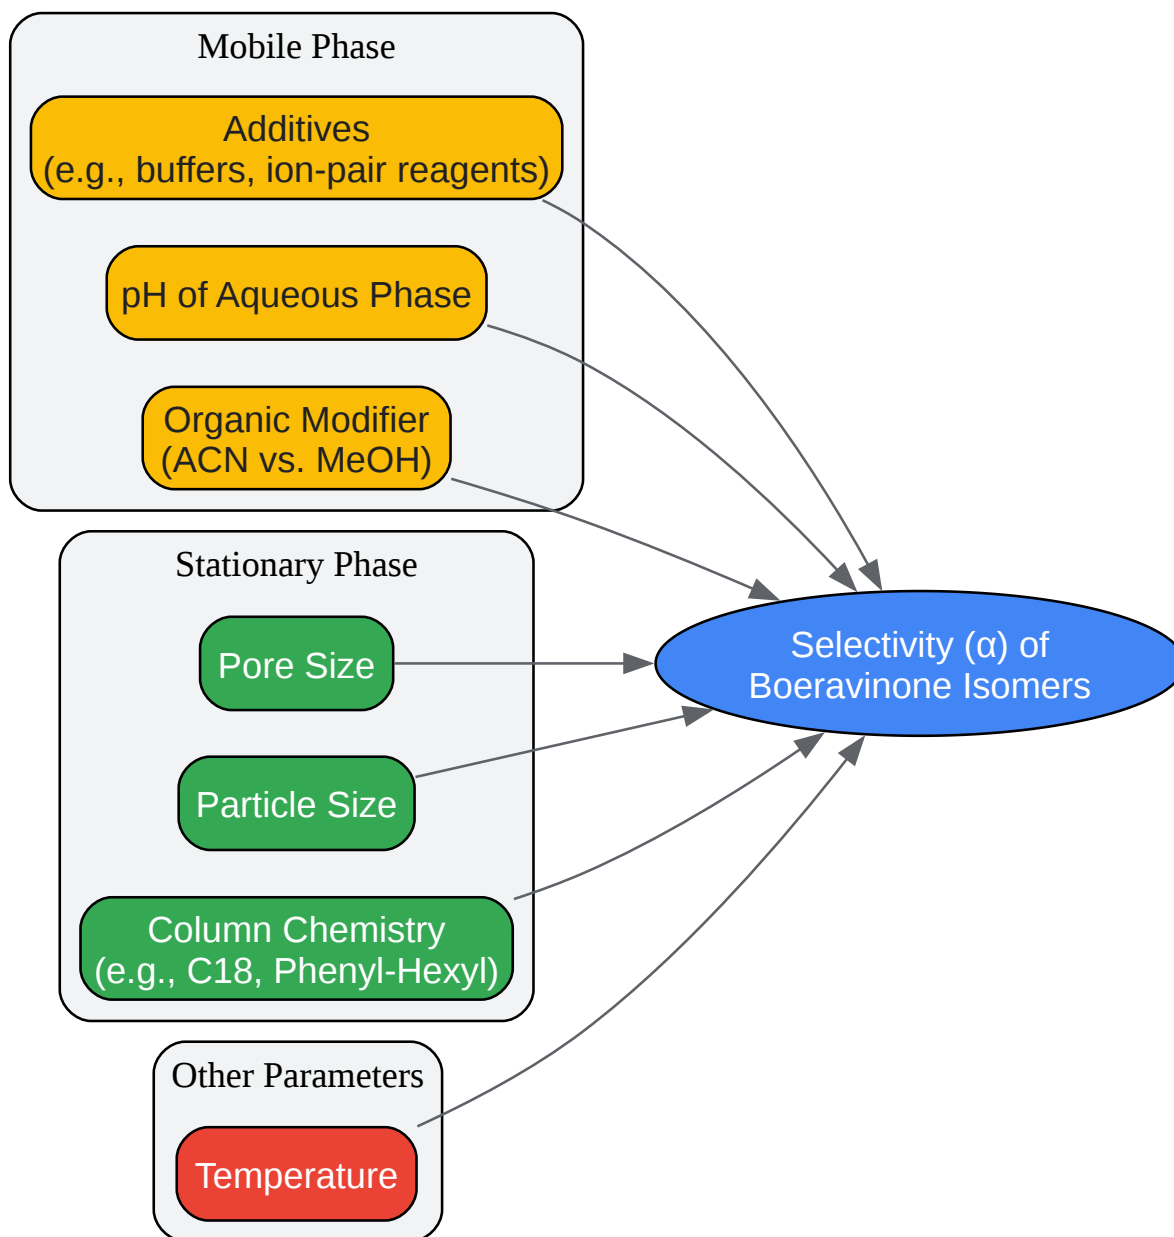 Mobile Phase
Additives
(e.g., buffers, ion-pair reagents)
pH of Aqueous Phase
Organic Modifier
(ACN vs. MeOH)
Stationary Phase
Pore Size
Particle Size
Column Chemistry
(e.g., C18, Phenyl-Hexyl)
Other Parameters
Temperature
Selectivity (α) of
Boeravinone Isomers